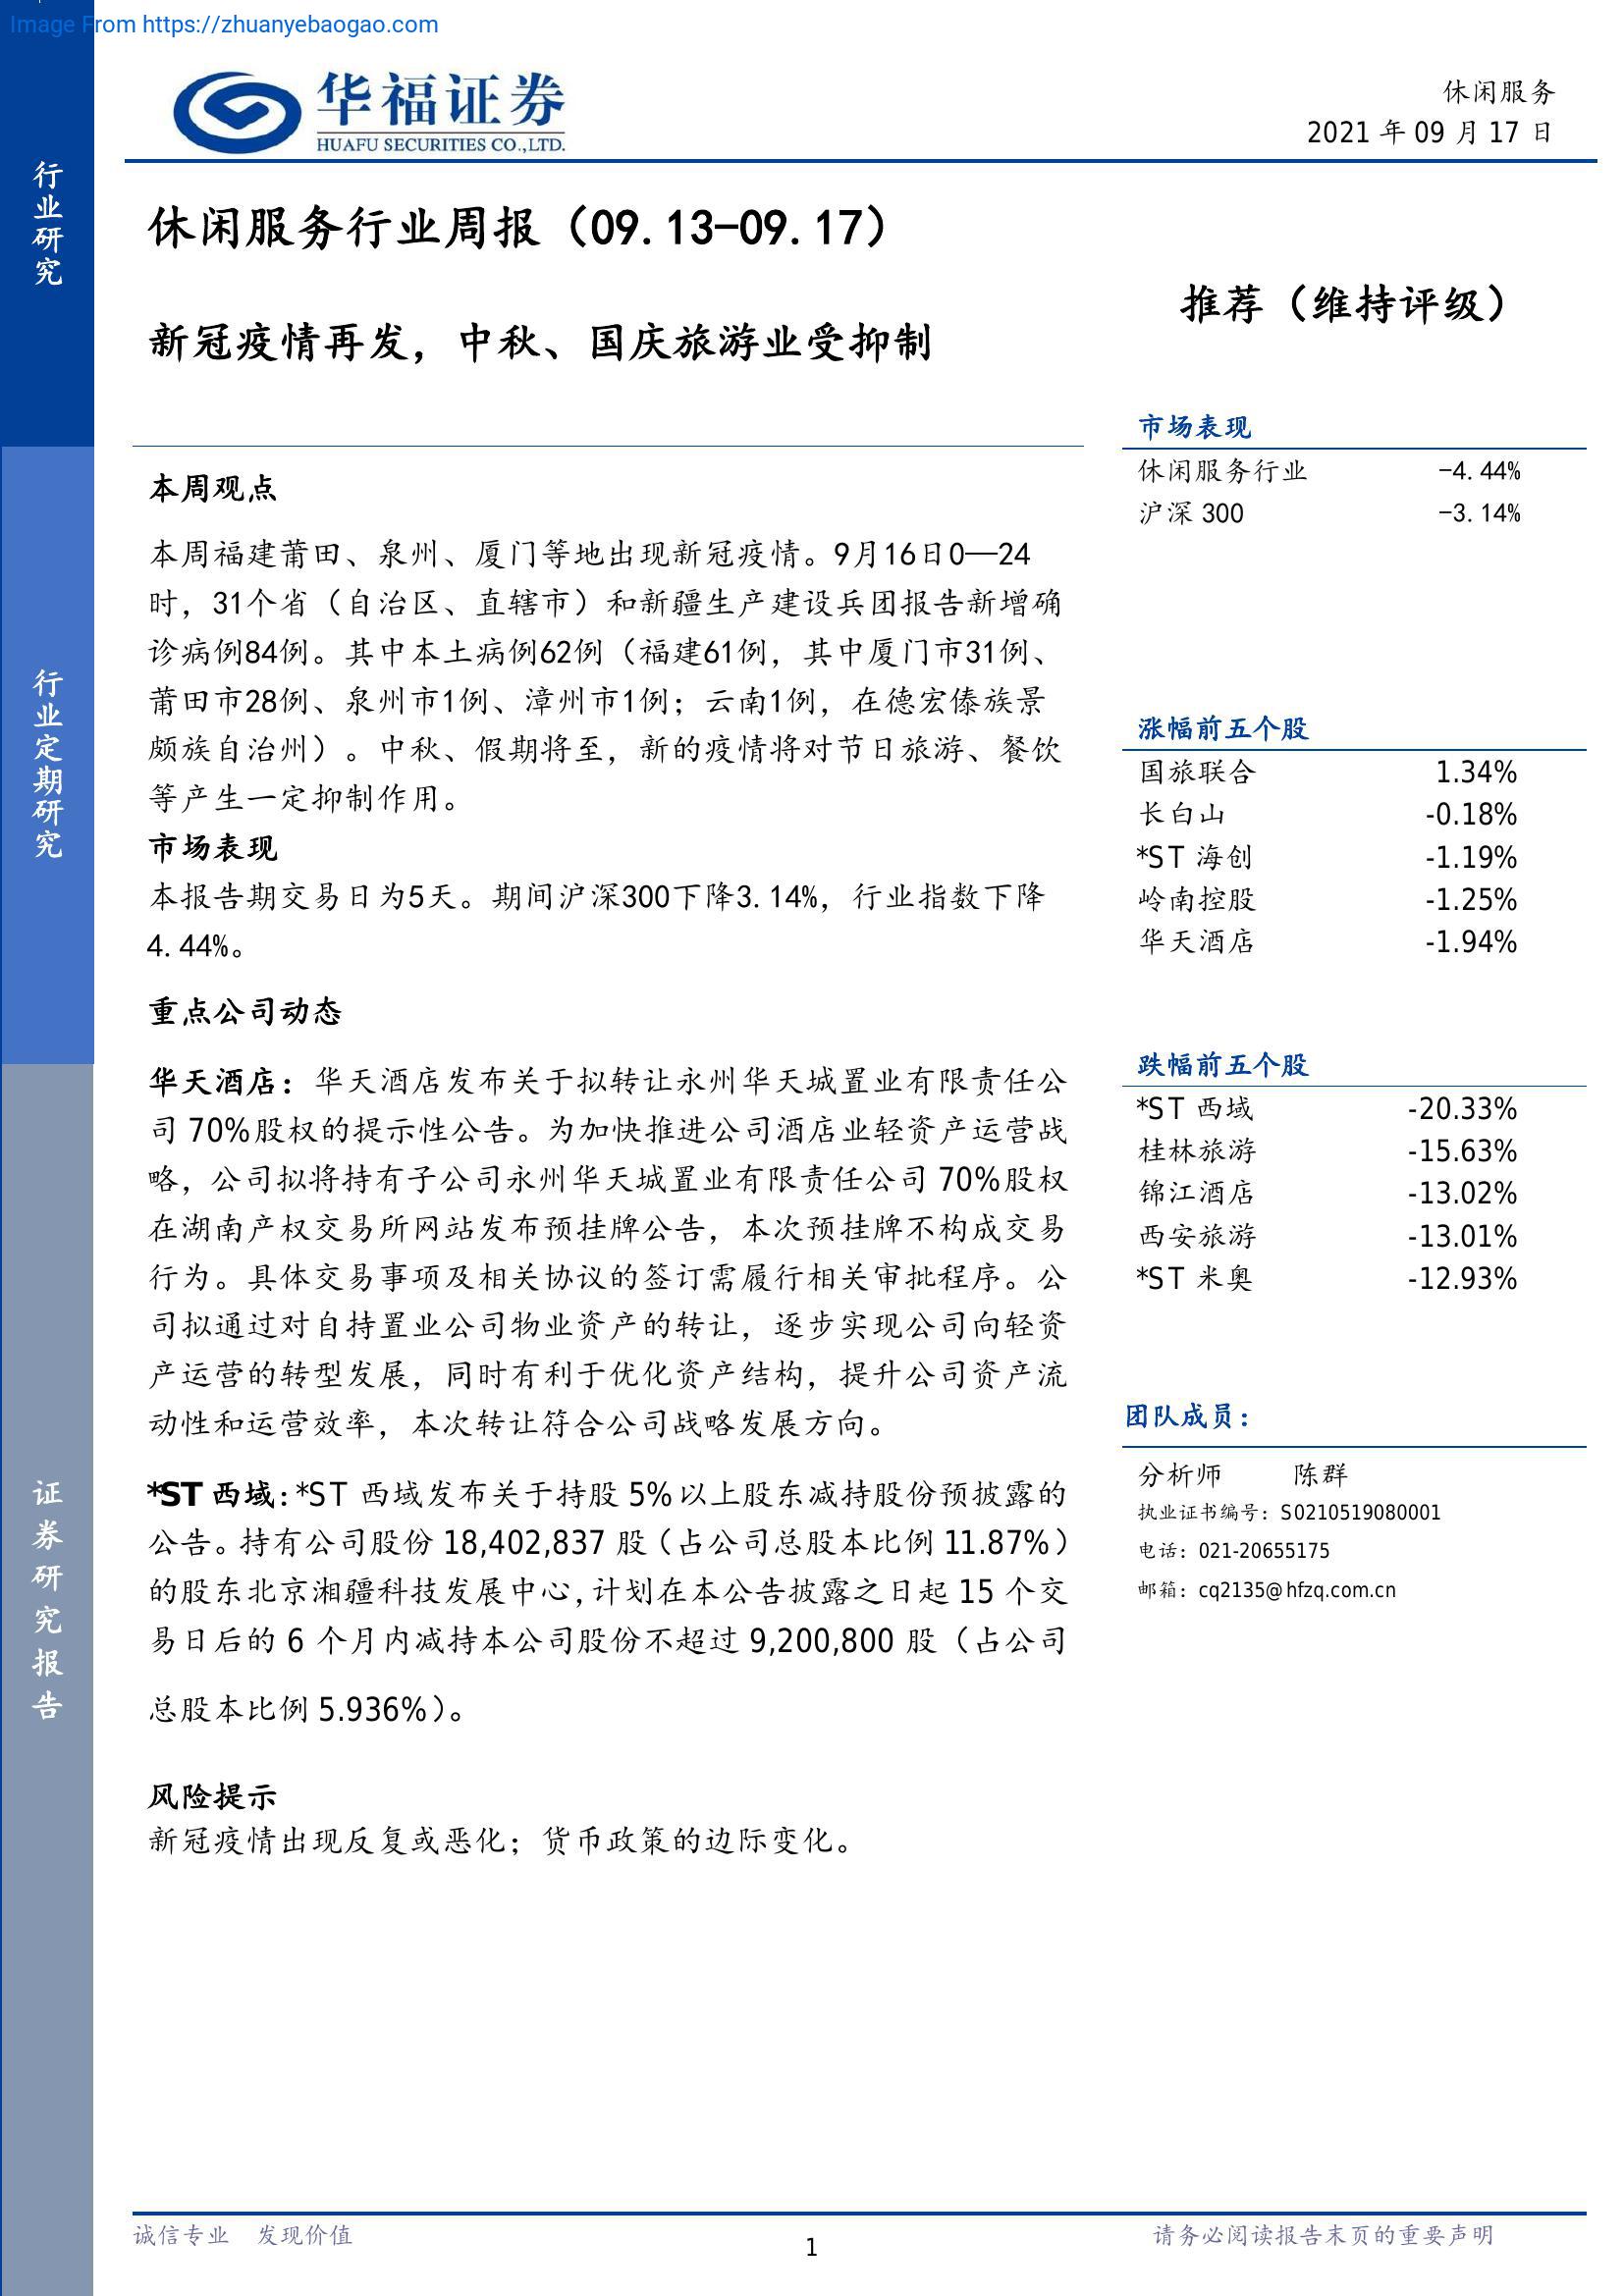 Image From https://zhuanyebaogao.com
华福证券
HUAFU SECURITIES CO.,LTD.
休闲服务
2021 年 09 月 17 日
行业研究
行业定期研究
证券研究报告
休闲服务行业周报（09.13-09.17）
新冠疫情再发，中秋、国庆旅游业受抑制
推荐（维持评级）
本周观点
本周福建莆田、泉州、厦门等地出现新冠疫情。9月16日0—24
时，31个省（自治区、直辖市）和新疆生产建设兵团报告新增确
诊病例84例。其中本土病例62例（福建61例，其中厦门市31例、
莆田市28例、泉州市1例、漳州市1例；云南1例，在德宏傣族景
颇族自治州）。中秋、假期将至，新的疫情将对节日旅游、餐饮
等产生一定抑制作用。
市场表现
本报告期交易日为5天。期间沪深300下降3.14%，行业指数下降
4.44%。
重点公司动态
华天酒店：华天酒店发布关于拟转让永州华天城置业有限责任公
司 70%股权的提示性公告。为加快推进公司酒店业轻资产运营战
略，公司拟将持有子公司永州华天城置业有限责任公司 70%股权
在湖南产权交易所网站发布预挂牌公告，本次预挂牌不构成交易
行为。具体交易事项及相关协议的签订需履行相关审批程序。公
司拟通过对自持置业公司物业资产的转让，逐步实现公司向轻资
产运营的转型发展，同时有利于优化资产结构，提升公司资产流
动性和运营效率，本次转让符合公司战略发展方向。
*ST 西域：*ST 西域发布关于持股 5%以上股东减持股份预披露的
公告。持有公司股份 18,402,837 股（占公司总股本比例 11.87%）
的股东北京湘疆科技发展中心，计划在本公告披露之日起 15 个交
易日后的 6 个月内减持本公司股份不超过 9,200,800 股（占公司
总股本比例 5.936%）。
风险提示
新冠疫情出现反复或恶化；货币政策的边际变化。
市场表现
休闲服务行业 -4.44%
沪深 300 -3.14%
涨幅前五个股
国旅联合 1.34%
长白山 -0.18%
*ST 海创 -1.19%
岭南控股 -1.25%
华天酒店 -1.94%
跌幅前五个股
*ST 西域 -20.33%
桂林旅游 -15.63%
锦江酒店 -13.02%
西安旅游 -13.01%
*ST 米奥 -12.93%
团队成员：
分析师 陈群
执业证书编号：S0210519080001
电话：021-20655175
邮箱：cq2135@hfzq.com.cn
诚信专业 发现价值
1
请务必阅读报告末页的重要声明